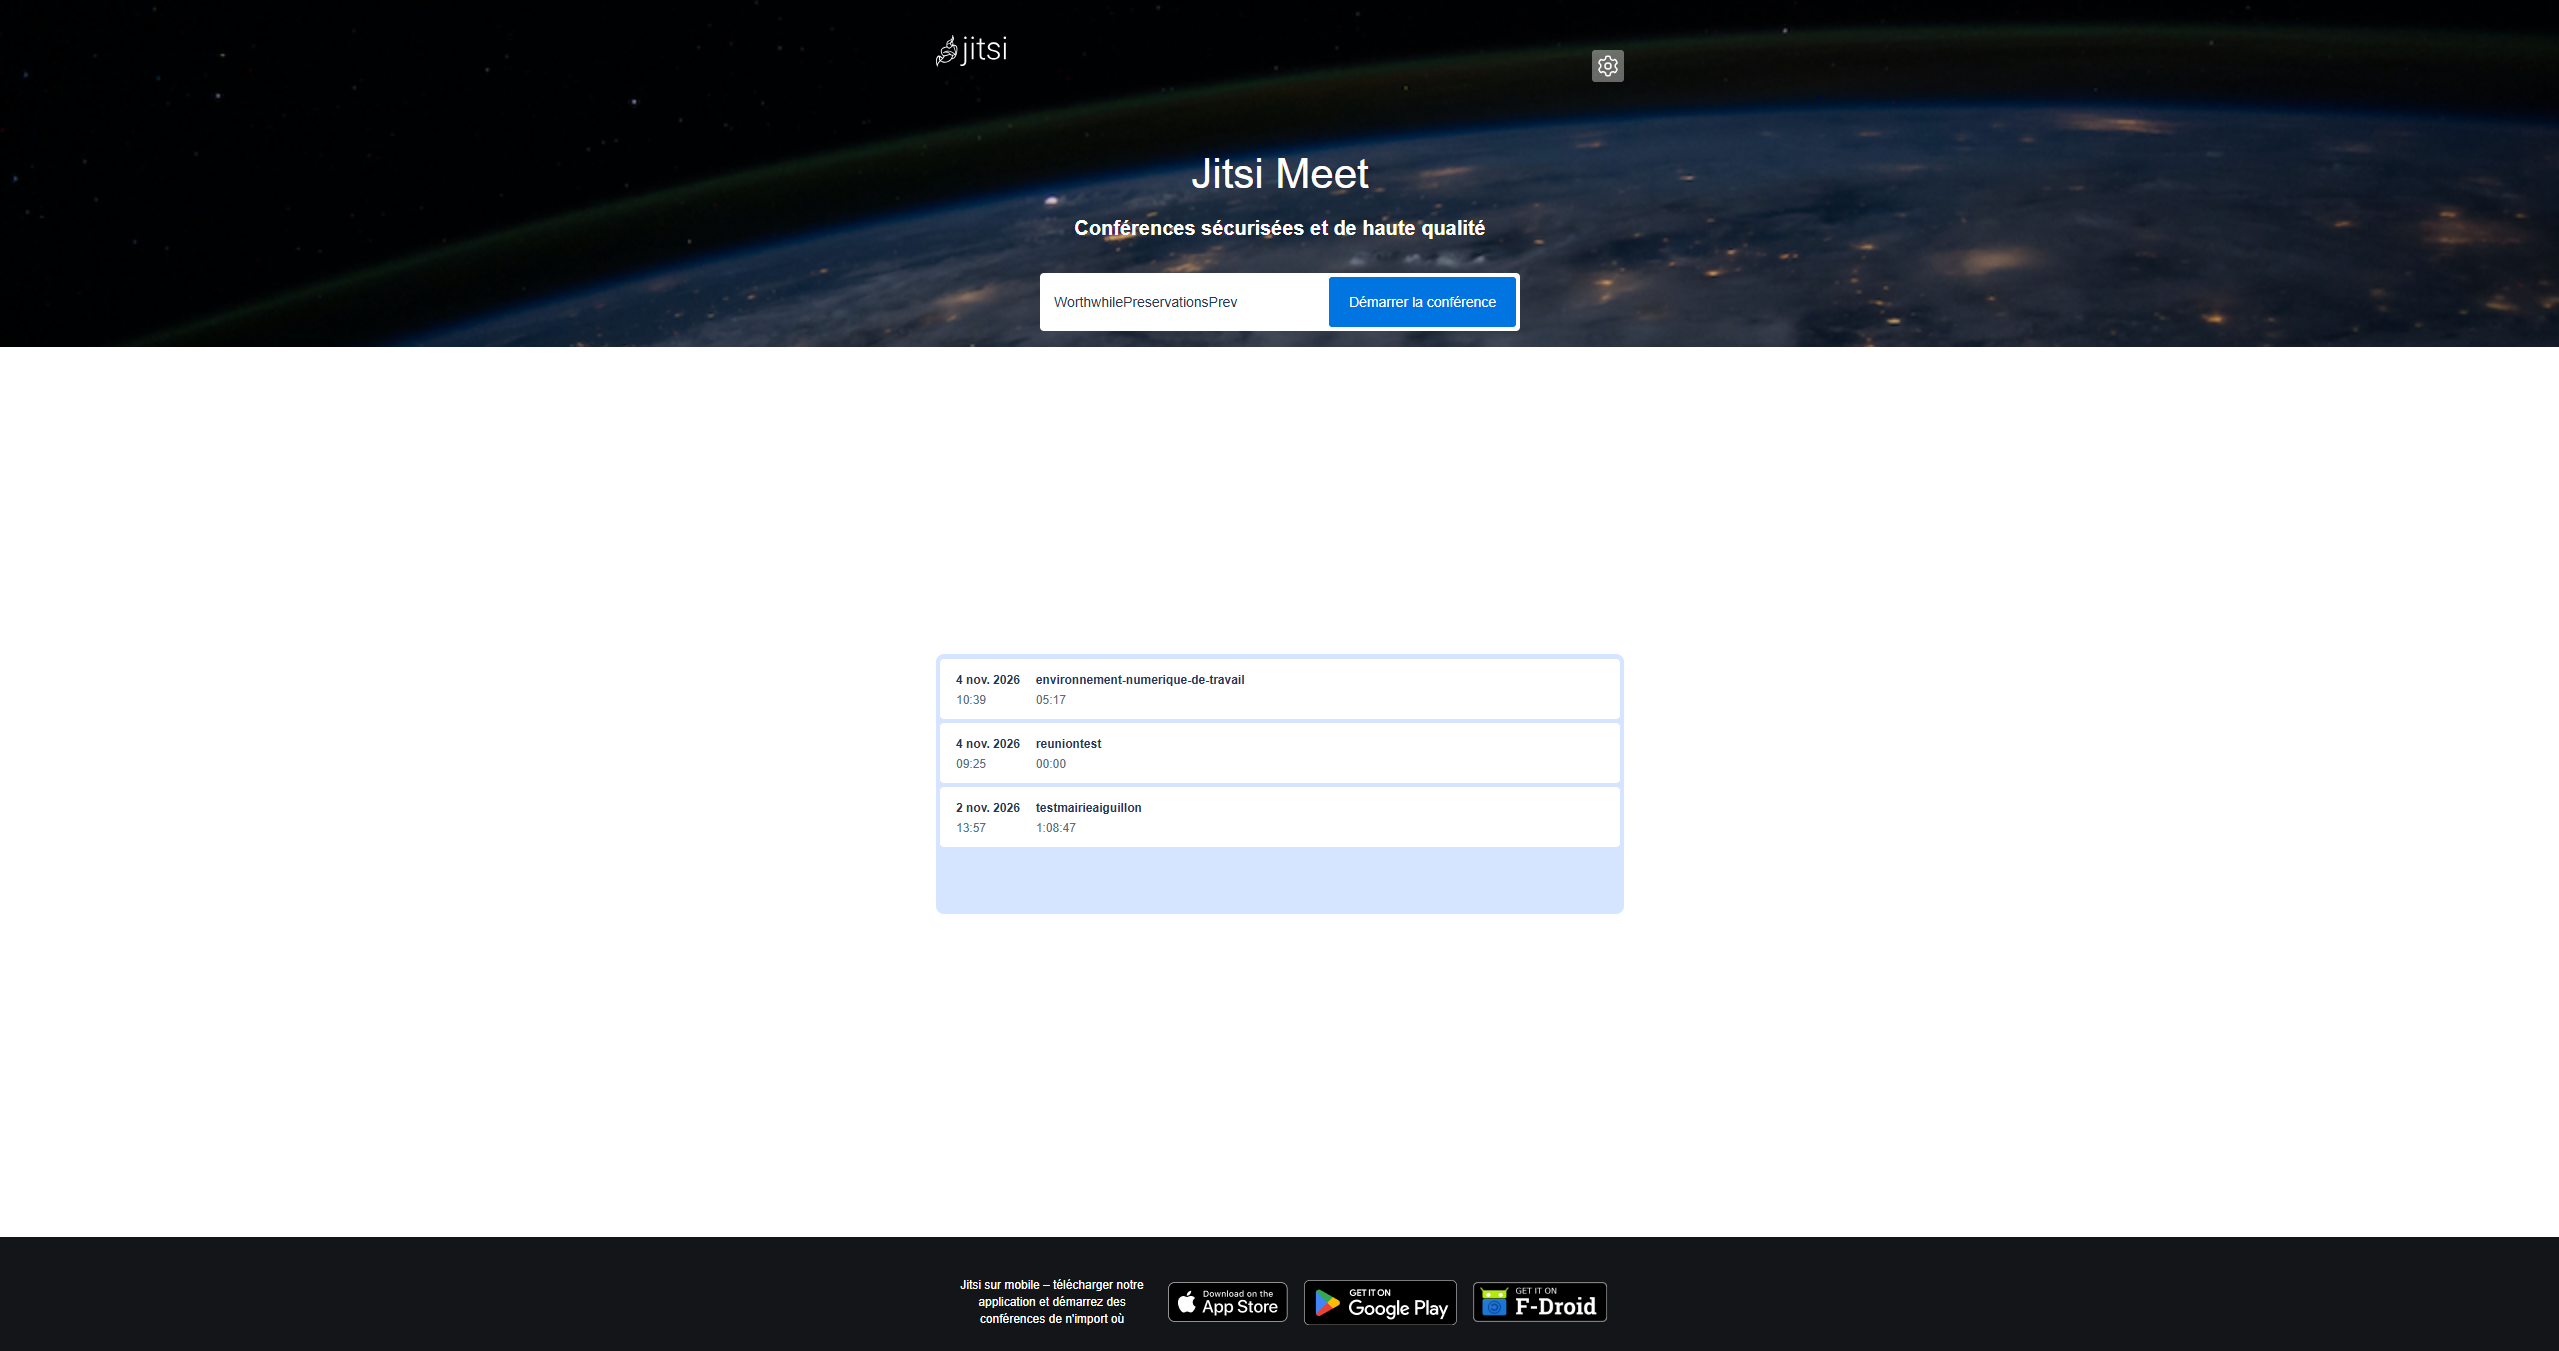 jitsi
Jitsi Meet
Conférences sécurisées et de haute qualité
WorthwhilePreservationsPrev
Démarrer la conférence
4 nov. 2026 environnement-numerique-de-travail
10:39 05:17
4 nov. 2026 reuniontest
09:25 00:00
2 nov. 2026 testmairieaiguillon
13:57 1:08:47
Jitsi sur mobile – télécharger notre
application et démarrez des
conférences de n'import où
Download on the
App Store
GET IT ON
Google Play
GET IT ON
F-Droid